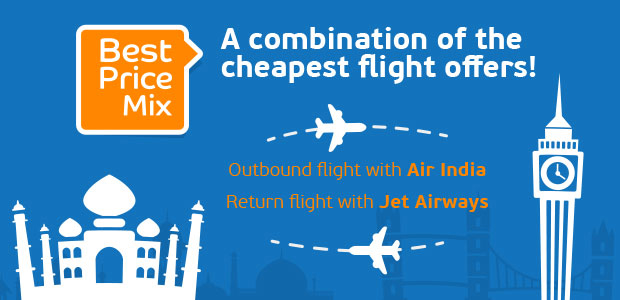 Best
Price
Mix
A combination of the
cheapest flight offers!
Outbound flight with Air India
Return flight with Jet Airways